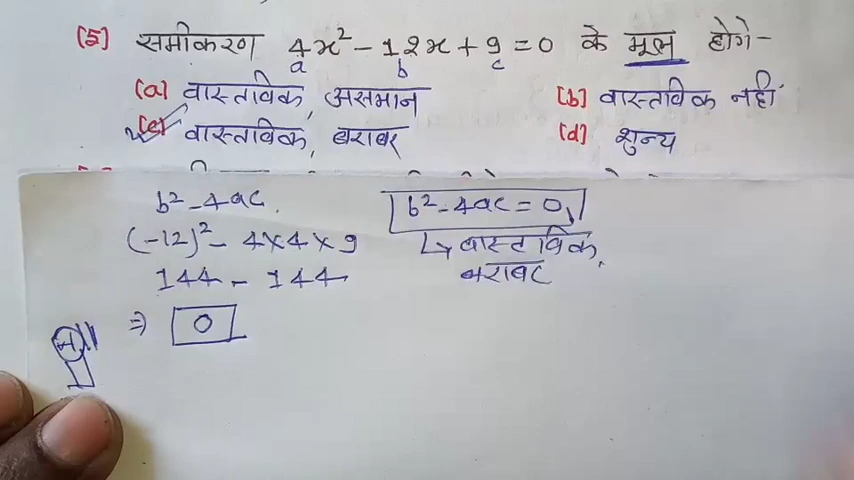 (5) समीकरण 4x² - 12x + 9 = 0 के मूल होंगे-
a b c
(a) वास्तविक, असमान (b) वास्तविक नहीं
(c) वास्तविक, बराबर (d) शुन्य
b² - 4ac b² - 4ac = 0
(-12)² - 4×4×9 ↳ वास्तविक,
144 - 144 बराबर
⇒ 0